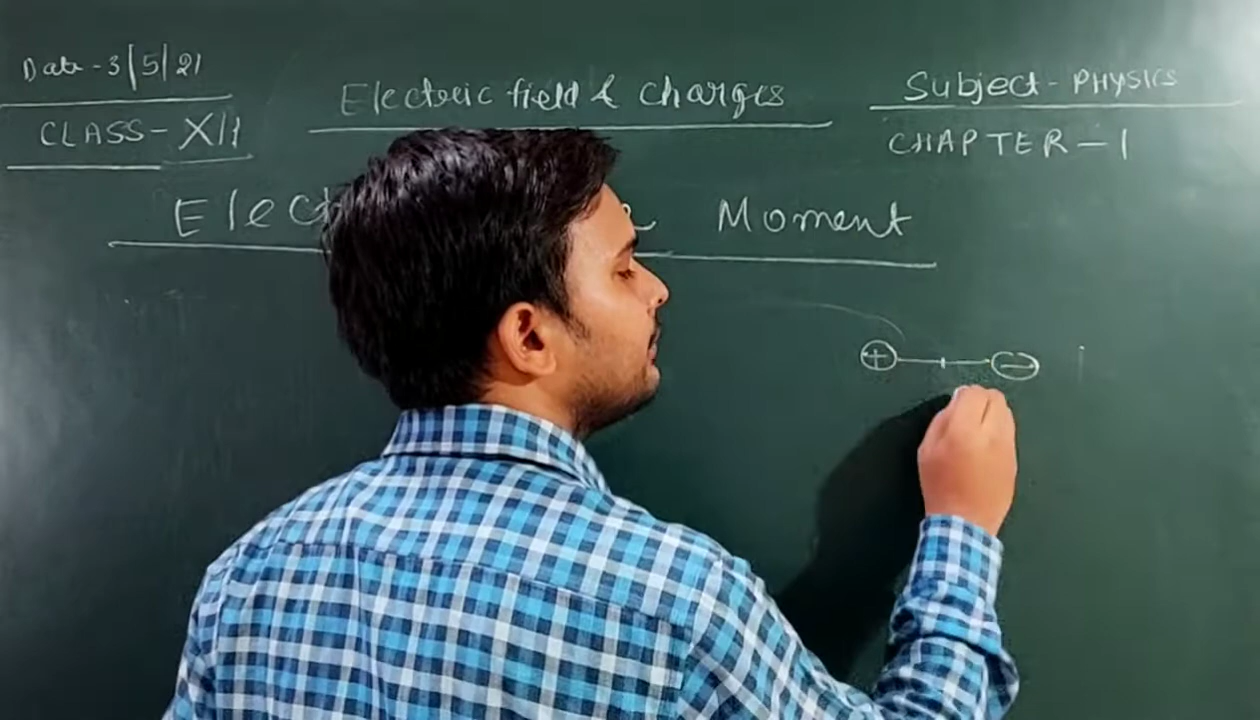 Date - 3/5/21
CLASS - XII
Electric field & charges
Subject - PHYSICS
CHAPTER - 1
Moment
+ -